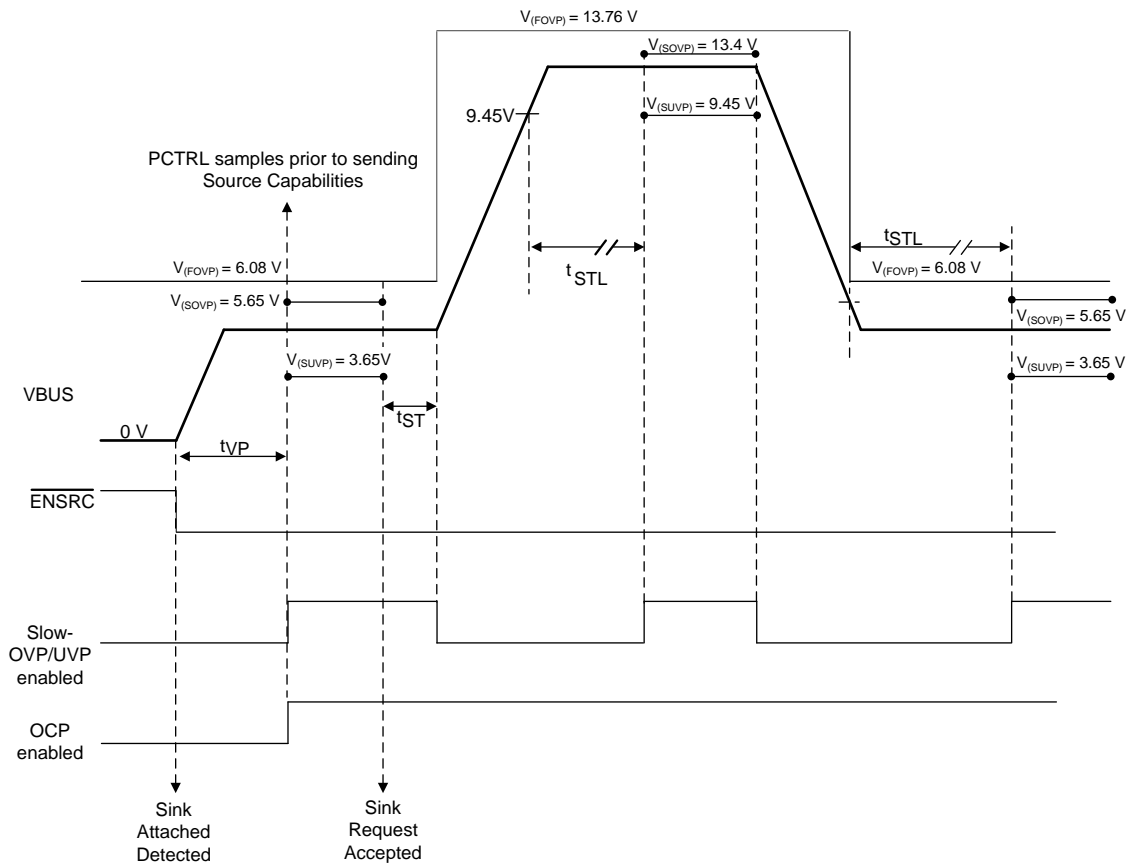 V(FOVP) = 13.76 V
V(SOVP) = 13.4 V
9.45V
V(SUVP) = 9.45 V
PCTRL samples prior to sending
Source Capabilities
tSTL
tSTL
V(FOVP) = 6.08 V
V(FOVP) = 6.08 V
V(SOVP) = 5.65 V
V(SOVP) = 5.65 V
V(SUVP) = 3.65V
V(SUVP) = 3.65 V
VBUS
tST
0 V
tVP
ENSRC
Slow-
OVP/UVP
enabled
OCP
enabled
Sink
Attached
Detected
Sink
Request
Accepted